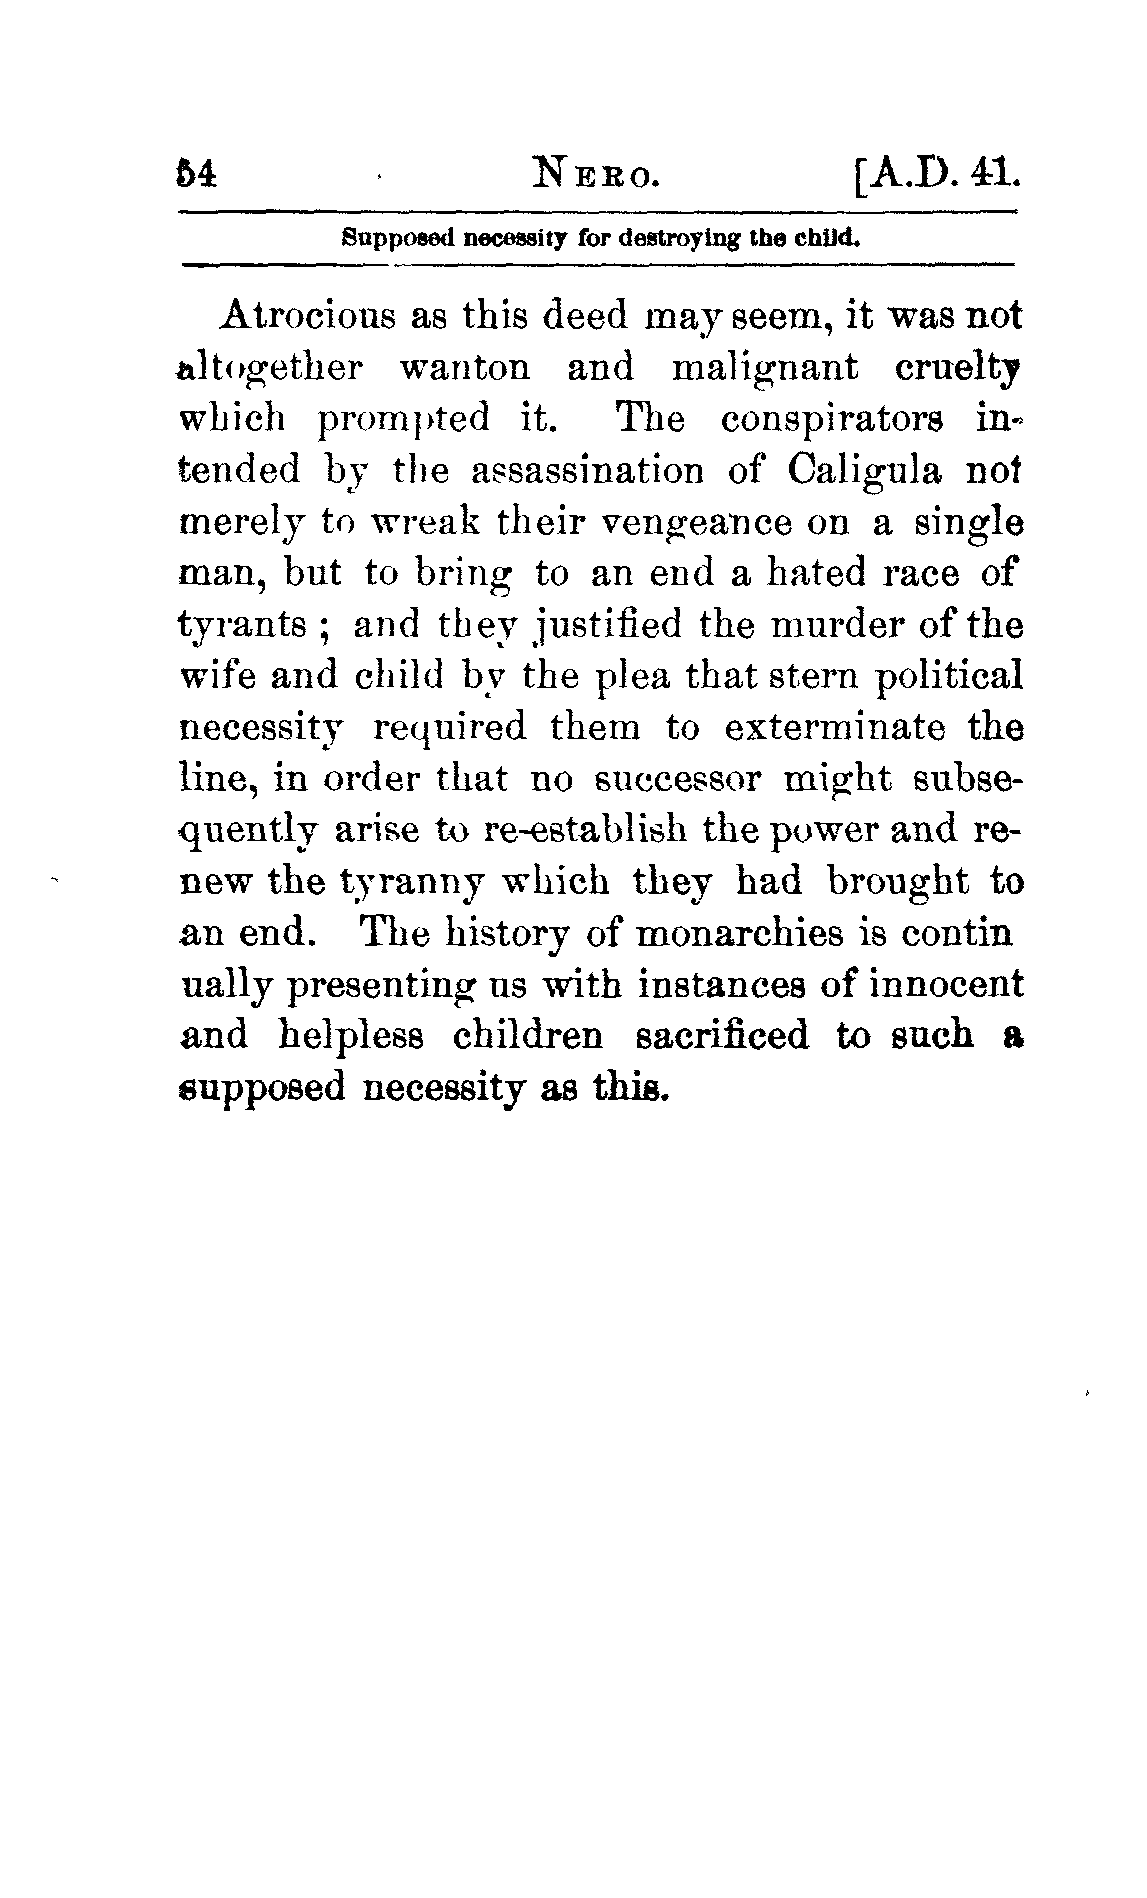 54 NERO. [A.D. 41.
Supposed necessity for destroying the child.
Atrocious as this deed may seem, it was not
altogether wanton and malignant cruelty
which prompted it. The conspirators in-
tended by the assassination of Caligula not
merely to wreak their vengeance on a single
man, but to bring to an end a hated race of
tyrants ; and they justified the murder of the
wife and child by the plea that stern political
necessity required them to exterminate the
line, in order that no successor might subse-
quently arise to re-establish the power and re-
new the tyranny which they had brought to
an end. The history of monarchies is contin
ually presenting us with instances of innocent
and helpless children sacrificed to such a
supposed necessity as this.